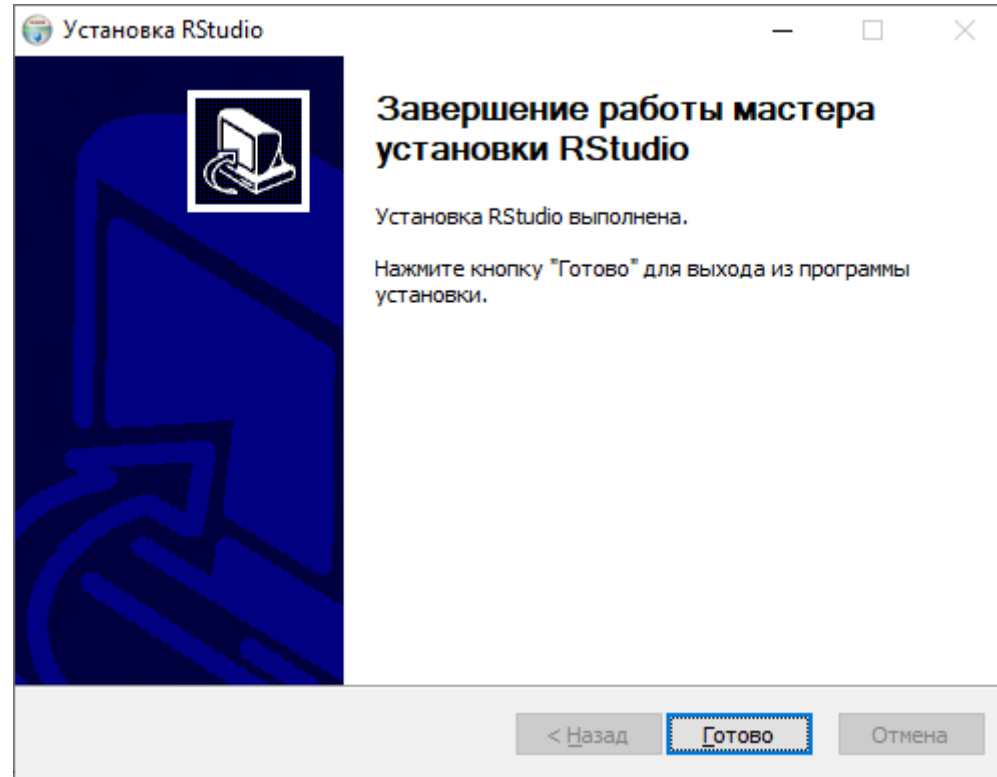 Установка RStudio
Завершение работы мастера
установки RStudio
Установка RStudio выполнена.
Нажмите кнопку "Готово" для выхода из программы
установки.
< Назад
Готово
Отмена